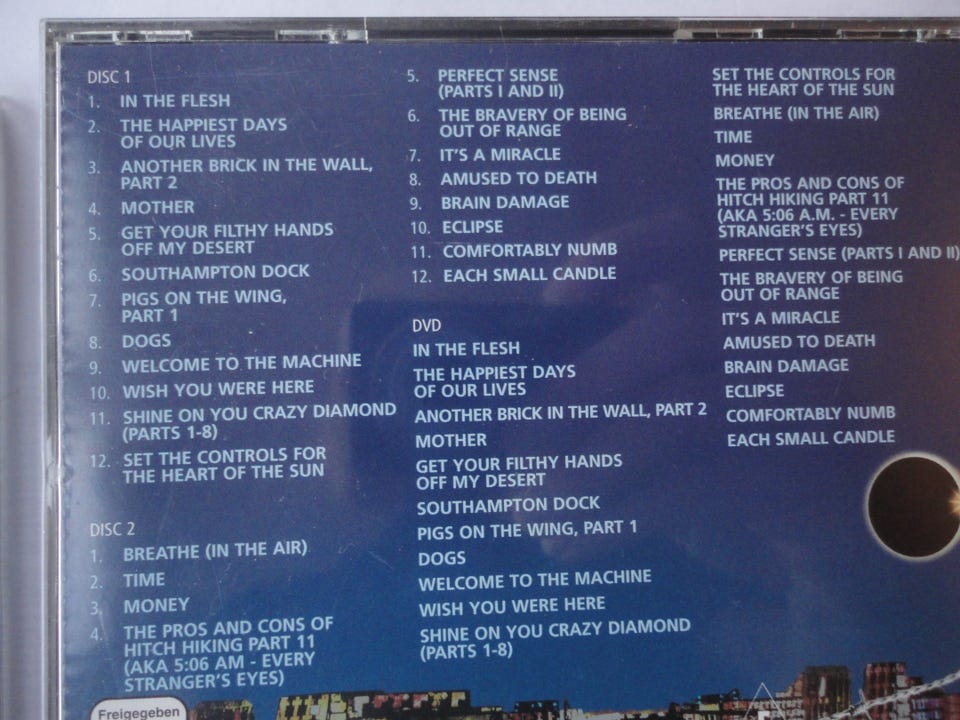 DISC 1
1. IN THE FLESH
2. THE HAPPIEST DAYS
OF OUR LIVES
3. ANOTHER BRICK IN THE WALL,
PART 2
4. MOTHER
5. GET YOUR FILTHY HANDS
OFF MY DESERT
6. SOUTHAMPTON DOCK
7. PIGS ON THE WING,
PART 1
8. DOGS
9. WELCOME TO THE MACHINE
10. WISH YOU WERE HERE
11. SHINE ON YOU CRAZY DIAMOND
(PARTS 1-8)
12. SET THE CONTROLS FOR
THE HEART OF THE SUN
DISC 2
1. BREATHE (IN THE AIR)
2. TIME
3. MONEY
4. THE PROS AND CONS OF
HITCH HIKING PART 11
(AKA 5:06 AM - EVERY
STRANGER'S EYES)
Freigegeben
5. PERFECT SENSE
(PARTS I AND II)
6. THE BRAVERY OF BEING
OUT OF RANGE
7. IT'S A MIRACLE
8. AMUSED TO DEATH
9. BRAIN DAMAGE
10. ECLIPSE
11. COMFORTABLY NUMB
12. EACH SMALL CANDLE
DVD
IN THE FLESH
THE HAPPIEST DAYS
OF OUR LIVES
ANOTHER BRICK IN THE WALL, PART 2
MOTHER
GET YOUR FILTHY HANDS
OFF MY DESERT
SOUTHAMPTON DOCK
PIGS ON THE WING, PART 1
DOGS
WELCOME TO THE MACHINE
WISH YOU WERE HERE
SHINE ON YOU CRAZY DIAMOND
(PARTS 1-8)
SET THE CONTROLS FOR
THE HEART OF THE SUN
BREATHE (IN THE AIR)
TIME
MONEY
THE PROS AND CONS OF
HITCH HIKING PART 11
(AKA 5:06 A.M. - EVERY
STRANGER'S EYES)
PERFECT SENSE (PARTS I AND II)
THE BRAVERY OF BEING
OUT OF RANGE
IT'S A MIRACLE
AMUSED TO DEATH
BRAIN DAMAGE
ECLIPSE
COMFORTABLY NUMB
EACH SMALL CANDLE